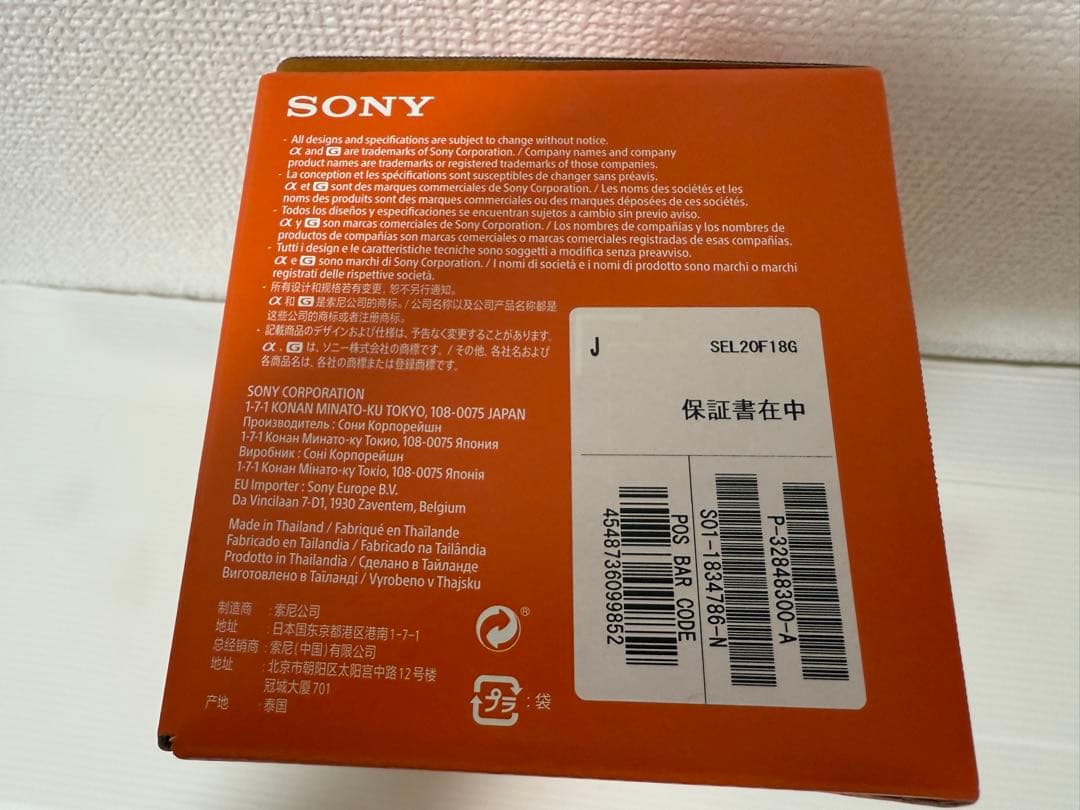 SONY
- All designs and specifications are subject to change without notice.
α and G are trademarks of Sony Corporation. / Company names and company
product names are trademarks or registered trademarks of those companies.
- La conception et les spécifications sont susceptibles de changer sans préavis.
α et G sont des marques commerciales de Sony Corporation. / Les noms des sociétés et les
noms des produits sont des marques commerciales ou des marques déposées de ces sociétés.
- Todos los diseños y especificaciones se encuentran sujetos a cambio sin previo aviso.
α y G son marcas comerciales de Sony Corporation. / Los nombres de compañías y los nombres de
productos de compañías son marcas comerciales o marcas comerciales registradas de esas compañías.
- Tutti i design e le caratteristiche tecniche sono soggetti a modifica senza preavviso.
α e G sono marchi di Sony Corporation. / I nomi di società e i nomi di prodotto sono marchi o marchi
registrati delle rispettive società.
- 所有设计和规格若有变更，恕不另行通知。
α 和 G 是索尼公司的商标。/ 公司名称以及公司产品名称都是
这些公司的商标或者注册商标。
- 記載商品のデザインおよび仕様は、予告なく変更することがあります。
α 、G は、ソニー株式会社の商標です。/ その他、各社名および
各商品名は、各社の商標または登録商標です。
SONY CORPORATION
1-7-1 KONAN MINATO-KU TOKYO, 108-0075 JAPAN
Производитель : Сони Корпорейшн
1-7-1 Конан Минато-ку Токио, 108-0075 Япония
Виробник : Соні Корпорейшн
1-7-1 Конан Мінато-ку Токіо, 108-0075 Японія
EU Importer : Sony Europe B.V.
Da Vincilaan 7-D1, 1930 Zaventem, Belgium
Made in Thailand / Fabriqué en Thaïlande
Fabricado en Tailandia / Fabricado na Tailândia
Prodotto in Thailandia / Сделано в Тайланде
Виготовлено в Таїланді / Vyrobeno v Thajsku
制造商 : 索尼公司
地址 : 日本国东京都港区港南1-7-1
总经销商 : 索尼(中国)有限公司
地址 : 北京市朝阳区太阳宫中路12号楼
冠城大厦701
产地 : 泰国
®
プラ : 袋
J SEL20F18G
保証書在中
POS BAR CODE
4548736099852
S01-1834786-N
P-32848300-A